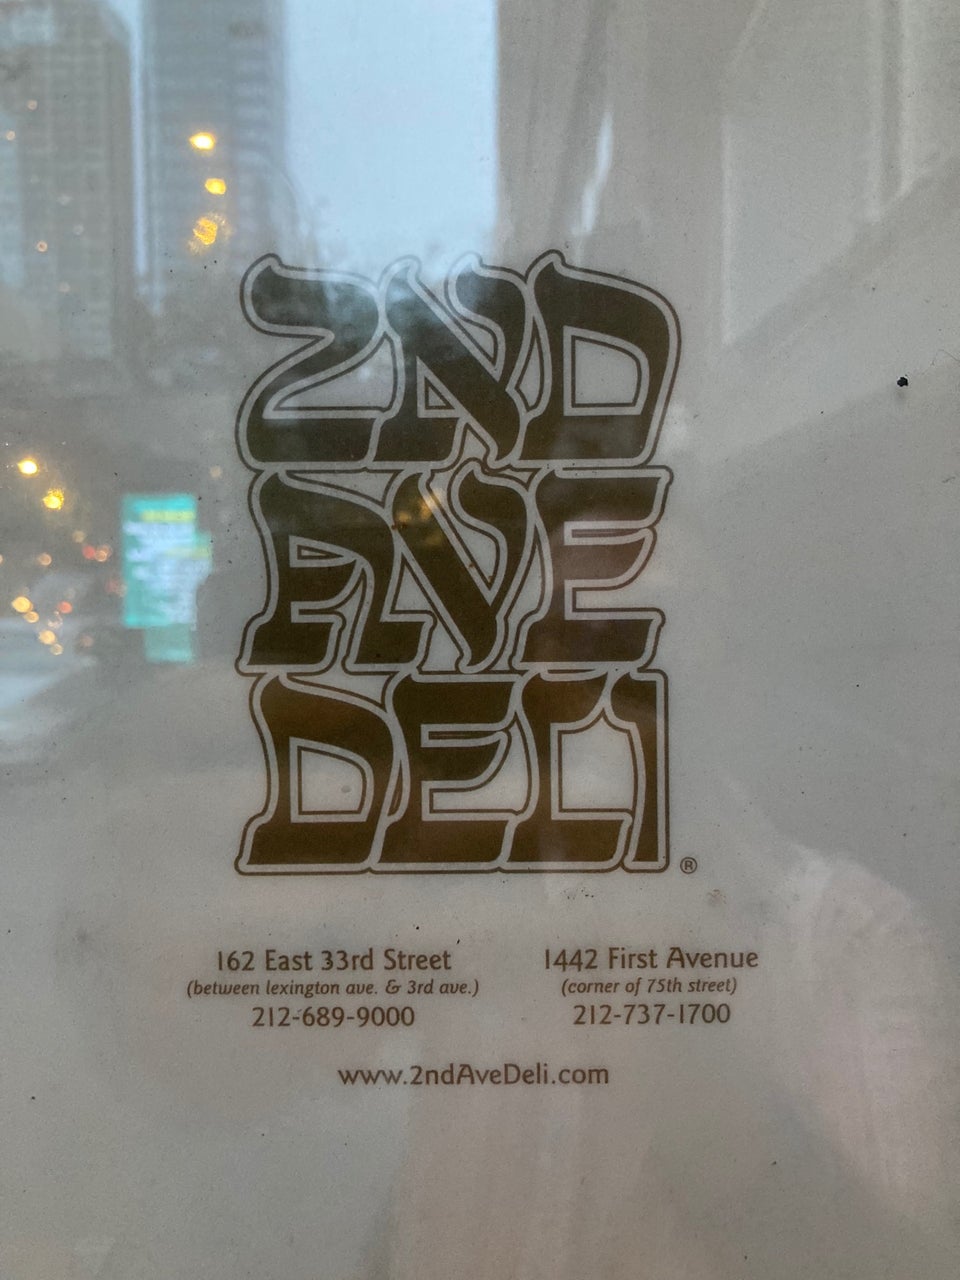 2ND
AVE
DELI®
162 East 33rd Street
(between lexington ave. & 3rd ave.)
212-689-9000
1442 First Avenue
(corner of 75th street)
212-737-1700
www.2ndAveDeli.com